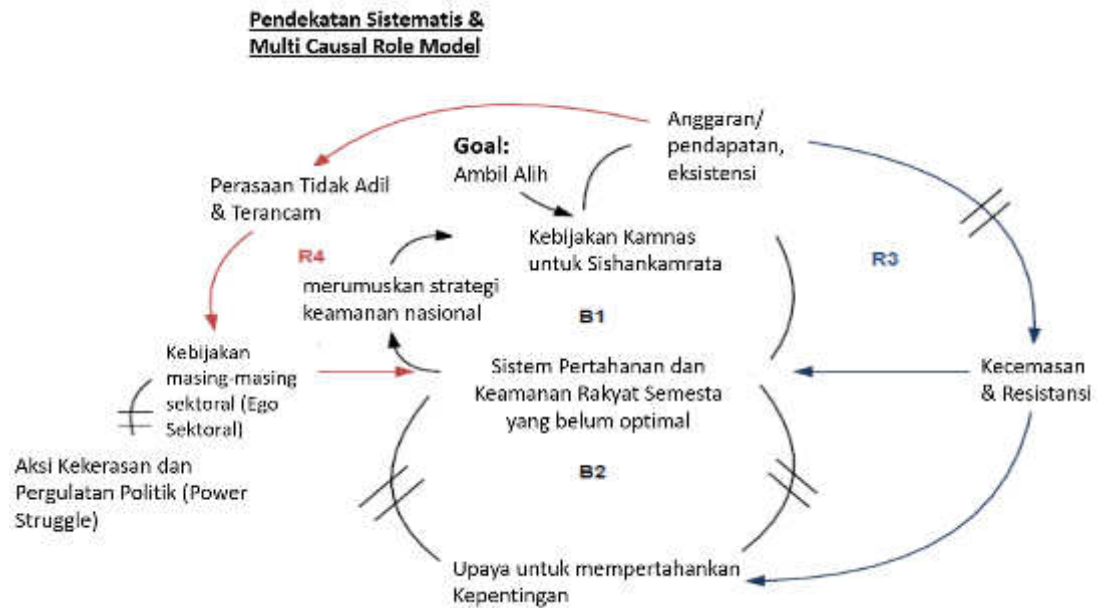 Pendekatan Sistematis &
Multi Causal Role Model
Anggaran/
pendapatan,
eksistensi
Goal:
Ambil Alih
Perasaan Tidak Adil
& Terancam
Kebijakan Kamnas
untuk Sishankamrata
R4
R3
merumuskan strategi
keamanan nasional
B1
Kebijakan
masing-masing
sektoral (Ego
Sektoral)
Sistem Pertahanan dan
Keamanan Rakyat Semesta
yang belum optimal
Kecemasan
& Resistansi
Aksi Kekerasan dan
Pergulatan Politik (Power
Struggle)
B2
Upaya untuk mempertahankan
Kepentingan